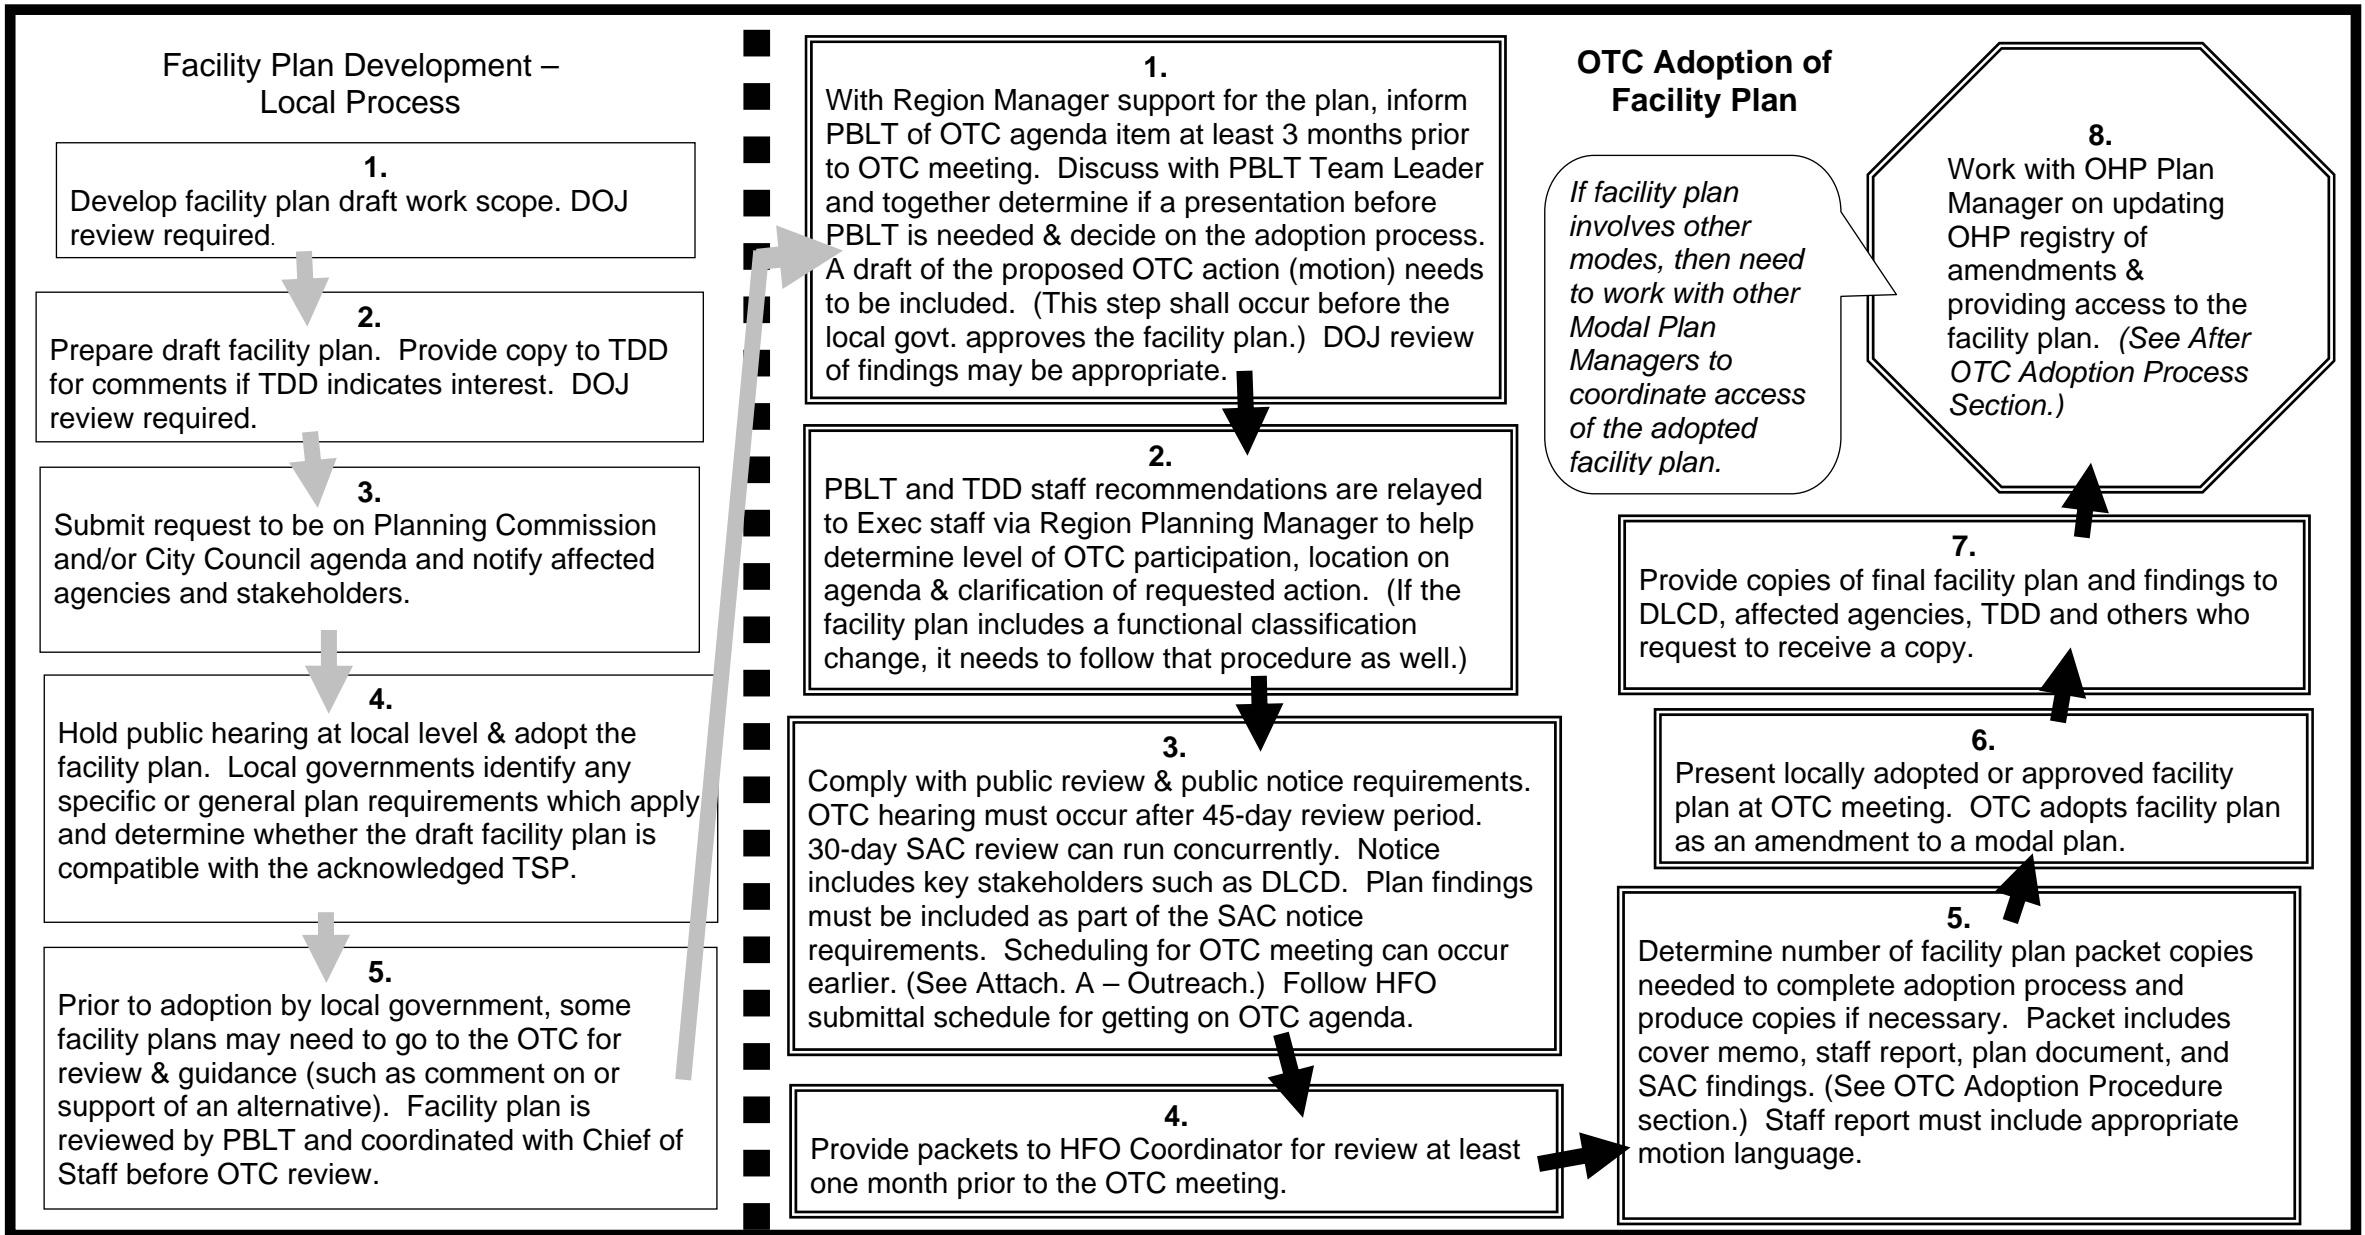 Facility Plan Development –
Local Process
1.
Develop facility plan draft work scope. DOJ
review required.
2.
Prepare draft facility plan.  Provide copy to TDD
for comments if TDD indicates interest.  DOJ
review required.
3.
Submit request to be on Planning Commission
and/or City Council agenda and notify affected
agencies and stakeholders.
4.
Hold public hearing at local level & adopt the
facility plan.  Local governments identify any
specific or general plan requirements which apply
and determine whether the draft facility plan is
compatible with the acknowledged TSP.
5.
Prior to adoption by local government, some
facility plans may need to go to the OTC for
review & guidance (such as comment on or
support of an alternative).  Facility plan is
reviewed by PBLT and coordinated with Chief of
Staff before OTC review.
OTC Adoption of
Facility Plan
1.
With Region Manager support for the plan, inform
PBLT of OTC agenda item at least 3 months prior
to OTC meeting.  Discuss with PBLT Team Leader
and together determine if a presentation before
PBLT is needed & decide on the adoption process.
A draft of the proposed OTC action (motion) needs
to be included.  (This step shall occur before the
local govt. approves the facility plan.)  DOJ review
of findings may be appropriate.
2.
PBLT and TDD staff recommendations are relayed
to Exec staff via Region Planning Manager to help
determine level of OTC participation, location on
agenda & clarification of requested action.  (If the
facility plan includes a functional classification
change, it needs to follow that procedure as well.)
3.
Comply with public review & public notice requirements.
OTC hearing must occur after 45-day review period.
30-day SAC review can run concurrently.  Notice
includes key stakeholders such as DLCD.  Plan findings
must be included as part of the SAC notice
requirements.  Scheduling for OTC meeting can occur
earlier. (See Attach. A – Outreach.)  Follow HFO
submittal schedule for getting on OTC agenda.
4.
Provide packets to HFO Coordinator for review at least
one month prior to the OTC meeting.
5.
Determine number of facility plan packet copies
needed to complete adoption process and
produce copies if necessary.  Packet includes
cover memo, staff report, plan document, and
SAC findings. (See OTC Adoption Procedure
section.)  Staff report must include appropriate
motion language.
6.
Present locally adopted or approved facility
plan at OTC meeting.  OTC adopts facility plan
as an amendment to a modal plan.
7.
Provide copies of final facility plan and findings to
DLCD, affected agencies, TDD and others who
request to receive a copy.
8.
Work with OHP Plan
Manager on updating
OHP registry of
amendments &
providing access to the
facility plan.  (See After
OTC Adoption Process
Section.)
If facility plan
involves other
modes, then need
to work with other
Modal Plan
Managers to
coordinate access
of the adopted
facility plan.